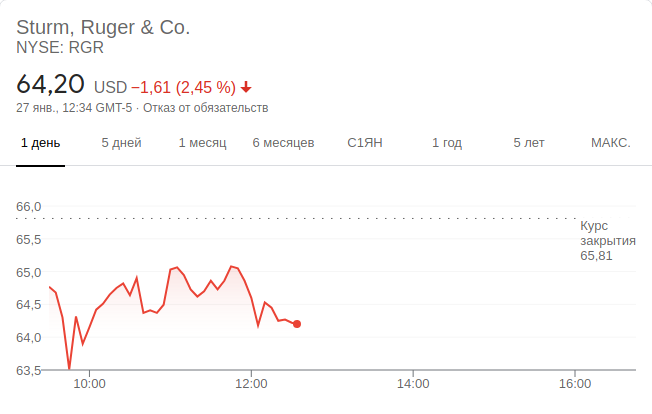 Sturm, Ruger & Co.
NYSE: RGR
64,20 USD −1,61 (2,45 %)
27 янв., 12:34 GMT-5 · Отказ от обязательств
1 день 5 дней 1 месяц 6 месяцев С1ЯН 1 год 5 лет МАКС.
66,0
Курс
закрытия
65,81
65,5
65,0
64,5
64,0
63,5
10:00 12:00 14:00 16:00